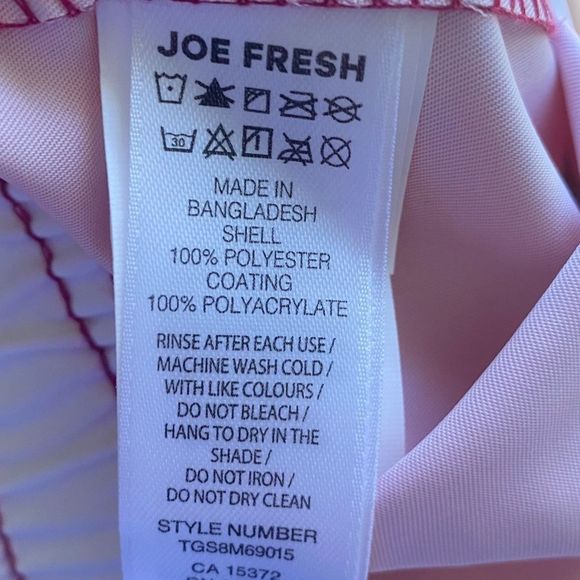 JOE FRESH
30
MADE IN
BANGLADESH
SHELL
100% POLYESTER
COATING
100% POLYACRYLATE
RINSE AFTER EACH USE /
MACHINE WASH COLD /
WITH LIKE COLOURS /
DO NOT BLEACH /
HANG TO DRY IN THE
SHADE /
DO NOT IRON /
DO NOT DRY CLEAN
STYLE NUMBER
TGS8M69015
CA 15372